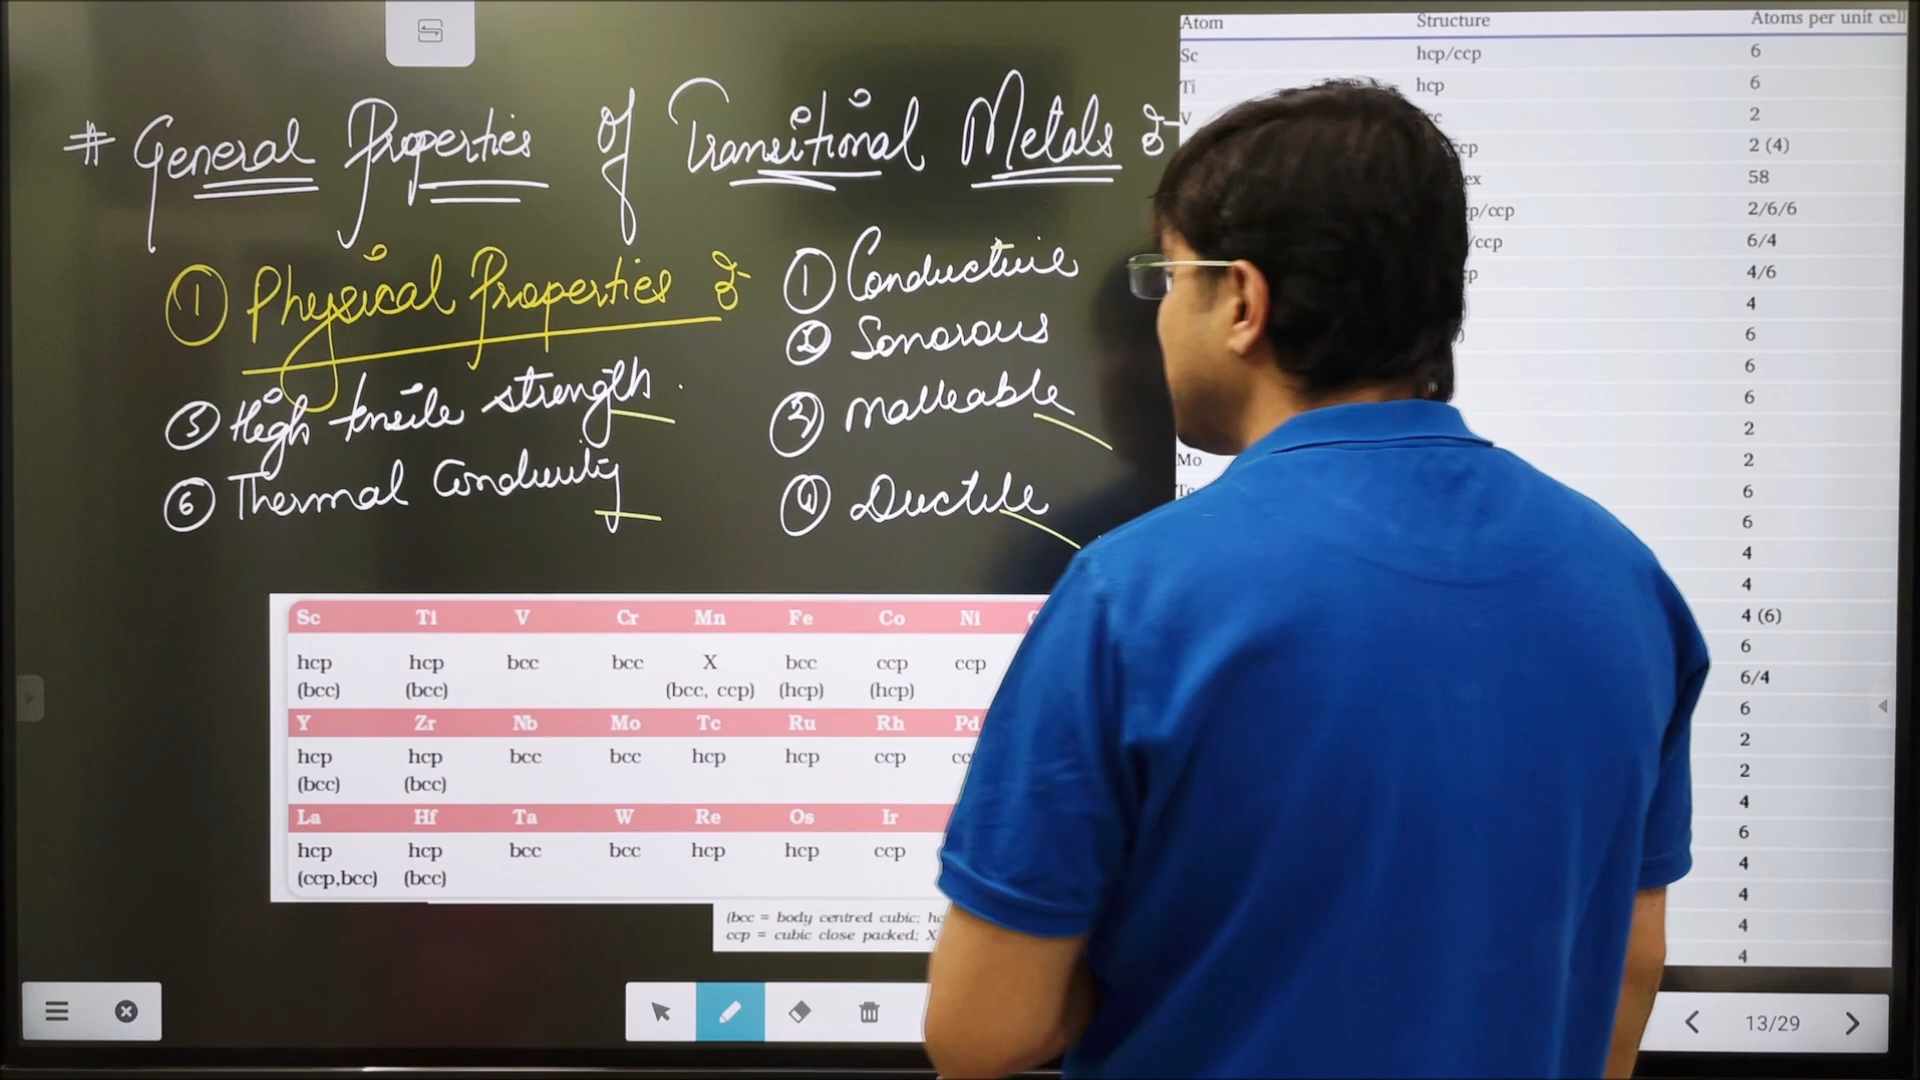 # General Properties of Transitional Metals :-
① Physical Properties :-
① Conductive
② Sonorous
③ Malleable
④ Ductile
⑤ High tensile strength.
⑥ Thermal
Sc Ti V Cr Mn Fe Co Ni
hcp hcp bcc bcc X bcc ccp ccp
(bcc) (bcc) (bcc, ccp) (hcp) (hcp)
Y Zr Nb Mo Tc Ru Rh Pd
hcp hcp bcc bcc hcp hcp ccp
(bcc) (bcc)
La Hf Ta W Re Os Ir
hcp hcp bcc bcc hcp hcp ccp
(ccp,bcc) (bcc)
(bcc = body centred cubic;
ccp = cubic close packed; X
Atom Structure Atoms per unit cell
Sc hcp/ccp 6
Ti hcp 6
V 2
2 (4)
58
2/6/6
/ccp 6/4
4/6
4
6
6
6
2
Mo 2
6
6
4
4
4 (6)
6
6/4
6
2
2
4
6
4
4
4
4
13/29